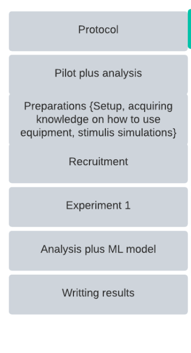 Protocol
Pilot plus analysis
Preparations {Setup, acquiring
knowledge on how to use
equipment, stimulis simulations}
Recruitment
Experiment 1
Analysis plus ML model
Writting results